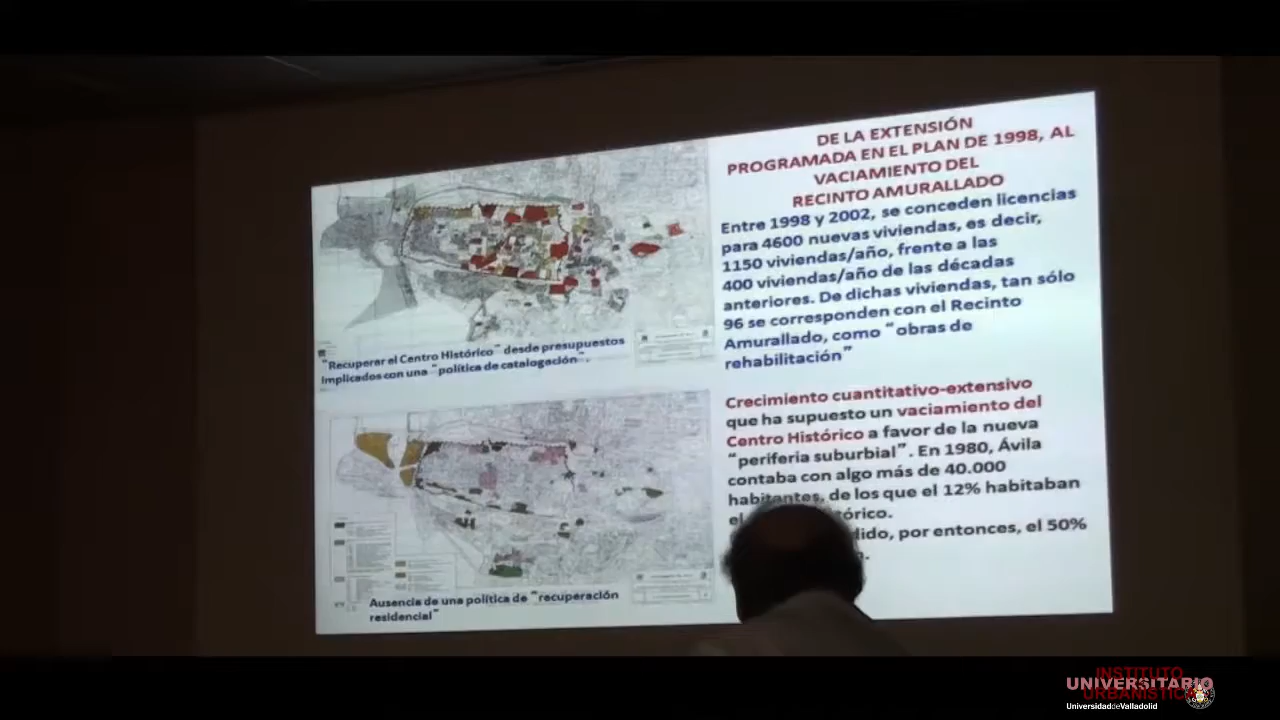 DE LA EXTENSIÓN
PROGRAMADA EN EL PLAN DE 1998, AL
VACIAMIENTO DEL
RECINTO AMURALLADO
Entre 1998 y 2002, se conceden licencias
para 4600 nuevas viviendas, es decir,
1150 viviendas/año, frente a las
400 viviendas/año de las décadas
anteriores. De dichas viviendas, tan sólo
96 se corresponden con el Recinto
Amurallado, como "obras de
rehabilitación"
"Recuperar el Centro Histórico" desde presupuestos
implicados con una "política de catalogación".
Crecimiento cuantitativo-extensivo
que ha supuesto un vaciamiento del
Centro Histórico a favor de la nueva
"periferia suburbial". En 1980, Ávila
contaba con algo más de 40.000
habitantes, de los que el 12% habitaban
por entonces, el 50%
Ausencia de una política de "recuperación
residencial"
INSTITUTO
UNIVERSITARIO
Universidad de Valladolid